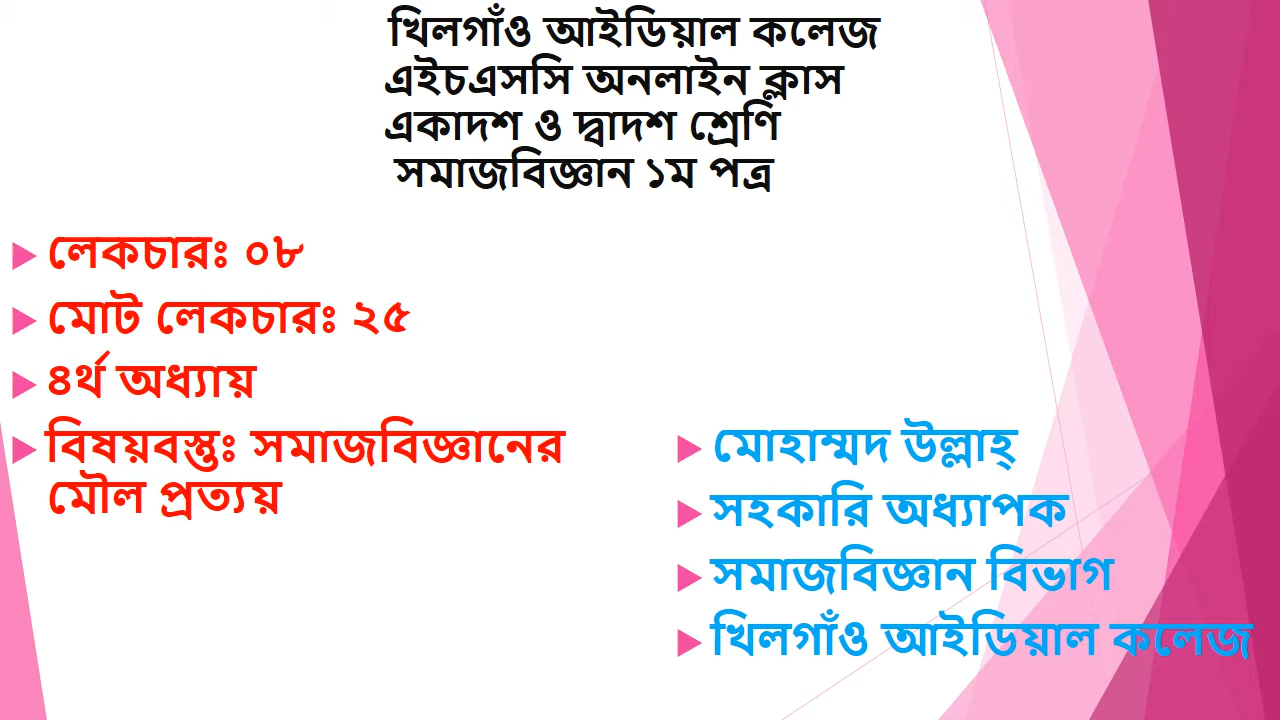 খিলগাঁও আইডিয়াল কলেজ
এইচএসসি অনলাইন ক্লাস
একাদশ ও দ্বাদশ শ্রেণি
সমাজবিজ্ঞান ১ম পত্র
লেকচারঃ ০৮
মোট লেকচারঃ ২৫
৪র্থ অধ্যায়
বিষয়বস্তুঃ সমাজবিজ্ঞানের
মৌল প্রত্যয়
মোহাম্মদ উল্লাহ্
সহকারি অধ্যাপক
সমাজবিজ্ঞান বিভাগ
খিলগাঁও আইডিয়াল কলেজ